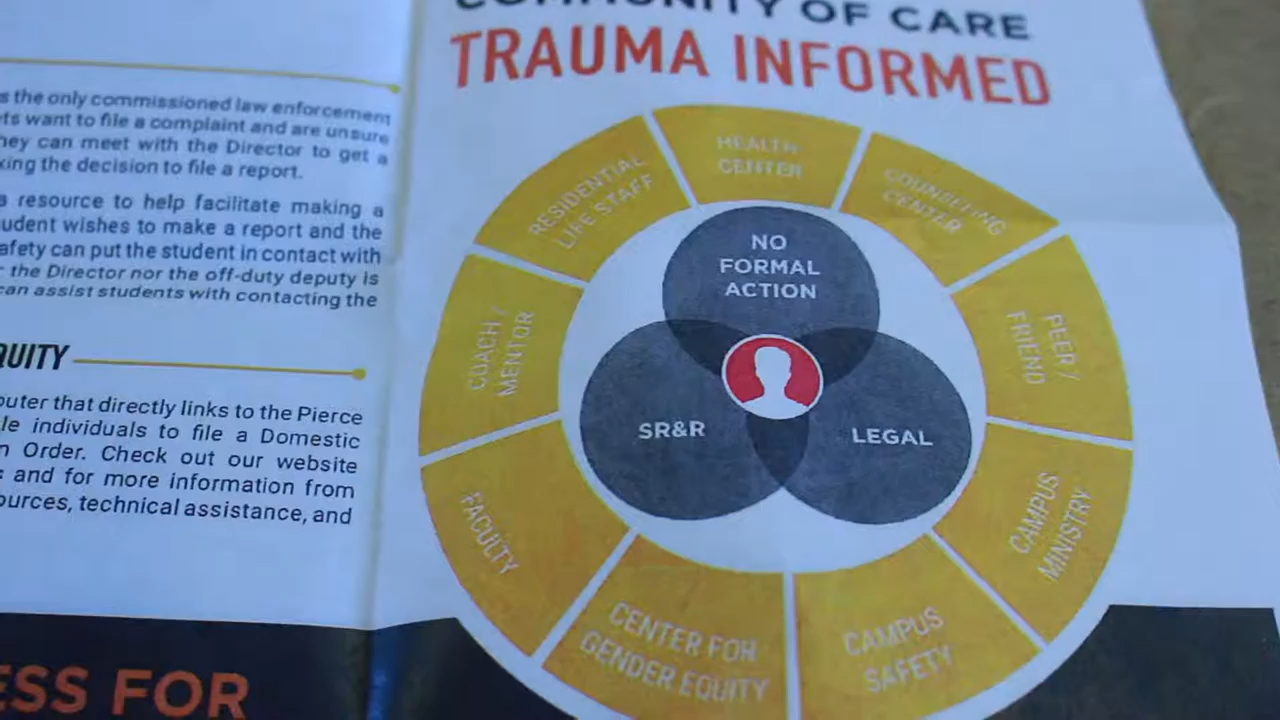 s the only commissioned law enforcement
ts want to file a complaint and are unsure
hey can meet with the Director to get a
king the decision to file a report.
a resource to help facilitate making a
udent wishes to make a report and the
afety can put the student in contact with
r the Director nor the off-duty deputy is
can assist students with contacting the
QUITY
outer that directly links to the Pierce
le individuals to file a Domestic
n Order. Check out our website
s and for more information from
ources, technical assistance, and
ESS FOR
COMMUNITY OF CARE
TRAUMA INFORMED
HEALTH
CENTER
COUNSELING
CENTER
PEER /
FRIEND
CAMPUS
MINISTRY
CAMPUS
SAFETY
CENTER FOR
GENDER EQUITY
FACULTY
COACH /
MENTOR
RESIDENTIAL
LIFE STAFF
NO
FORMAL
ACTION
SR&R
LEGAL